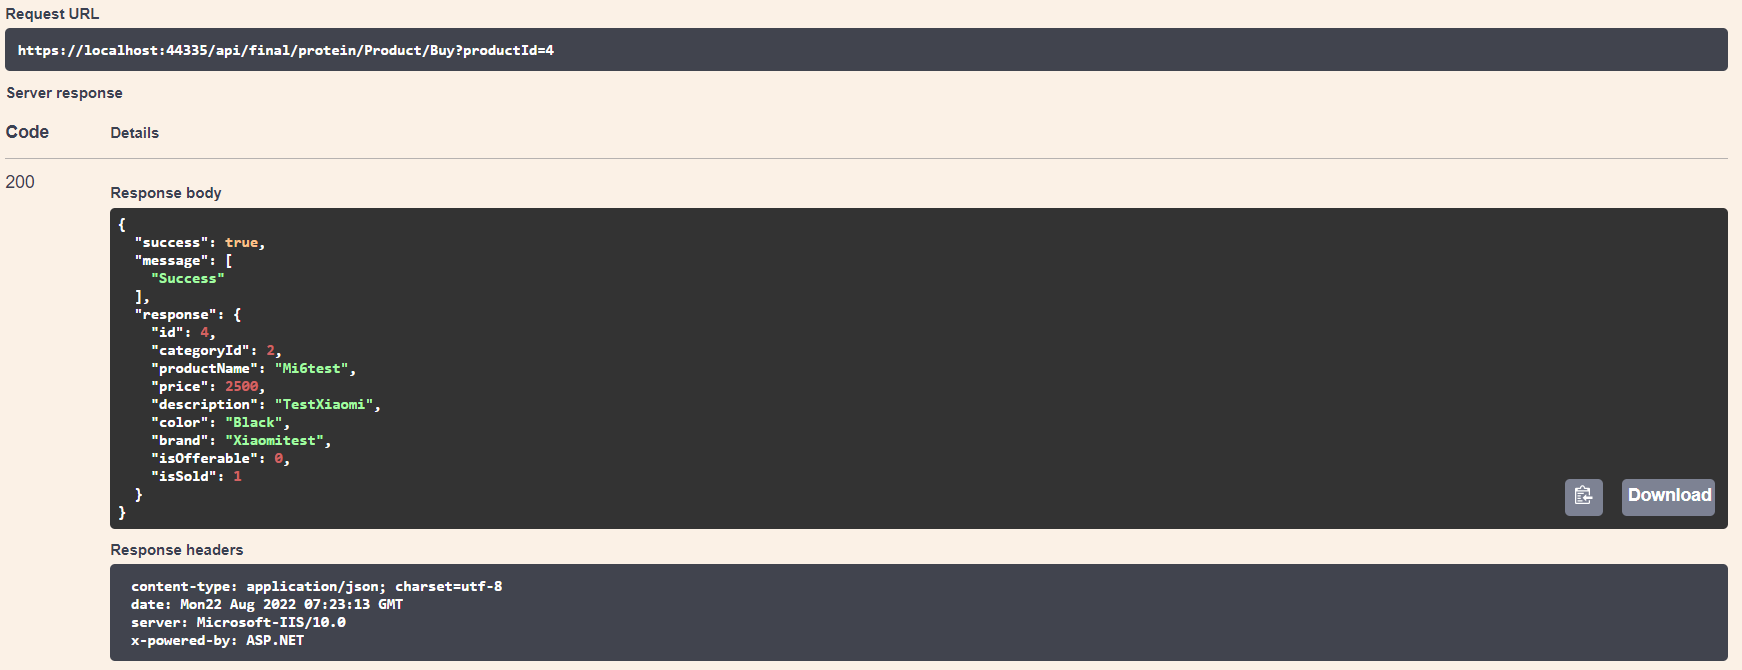 Request URL
https://localhost:44335/api/final/protein/Product/Buy?productId=4
Server response
Code Details
200
Response body
{
  "success": true,
  "message": [
    "Success"
  ],
  "response": {
    "id": 4,
    "categoryId": 2,
    "productName": "Mi6test",
    "price": 2500,
    "description": "TestXiaomi",
    "color": "Black",
    "brand": "Xiaomitest",
    "isOfferable": 0,
    "isSold": 1
  }
}
Download
Response headers
content-type: application/json; charset=utf-8
date: Mon22 Aug 2022 07:23:13 GMT
server: Microsoft-IIS/10.0
x-powered-by: ASP.NET